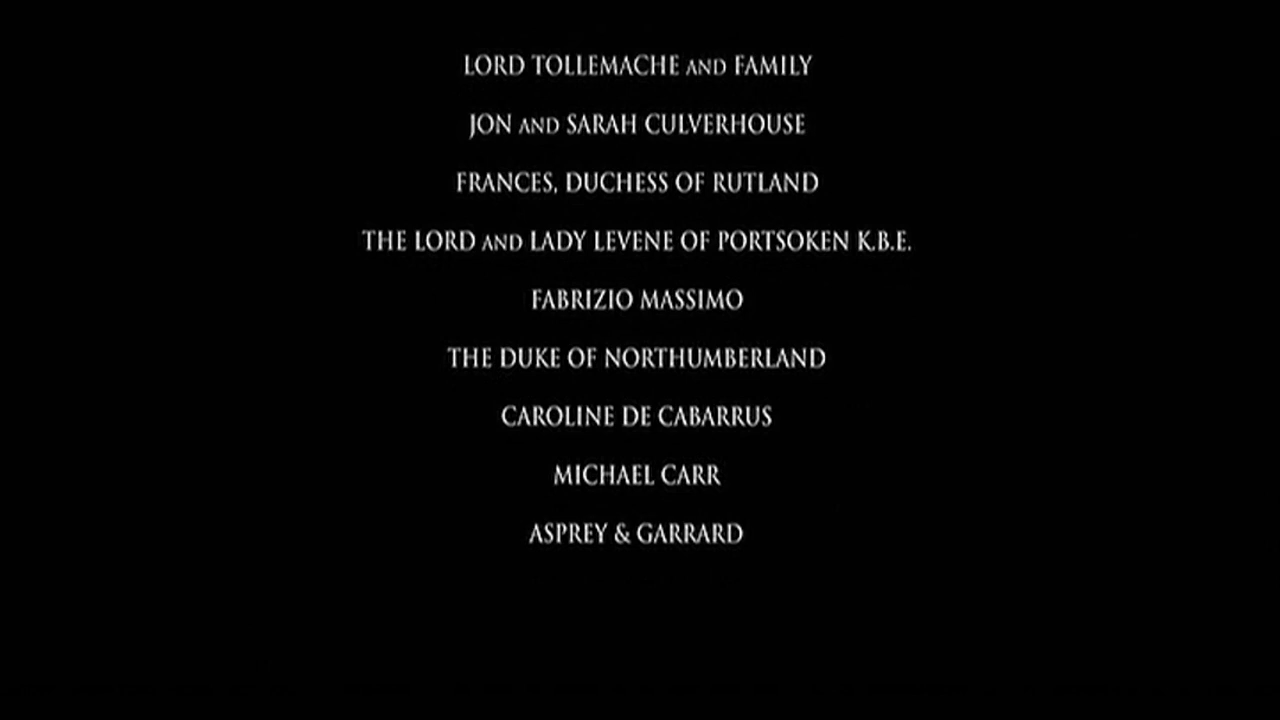 LORD TOLLEMACHE AND FAMILY
JON AND SARAH CULVERHOUSE
FRANCES, DUCHESS OF RUTLAND
THE LORD AND LADY LEVENE OF PORTSOKEN K.B.E.
FABRIZIO MASSIMO
THE DUKE OF NORTHUMBERLAND
CAROLINE DE CABARRUS
MICHAEL CARR
ASPREY & GARRARD